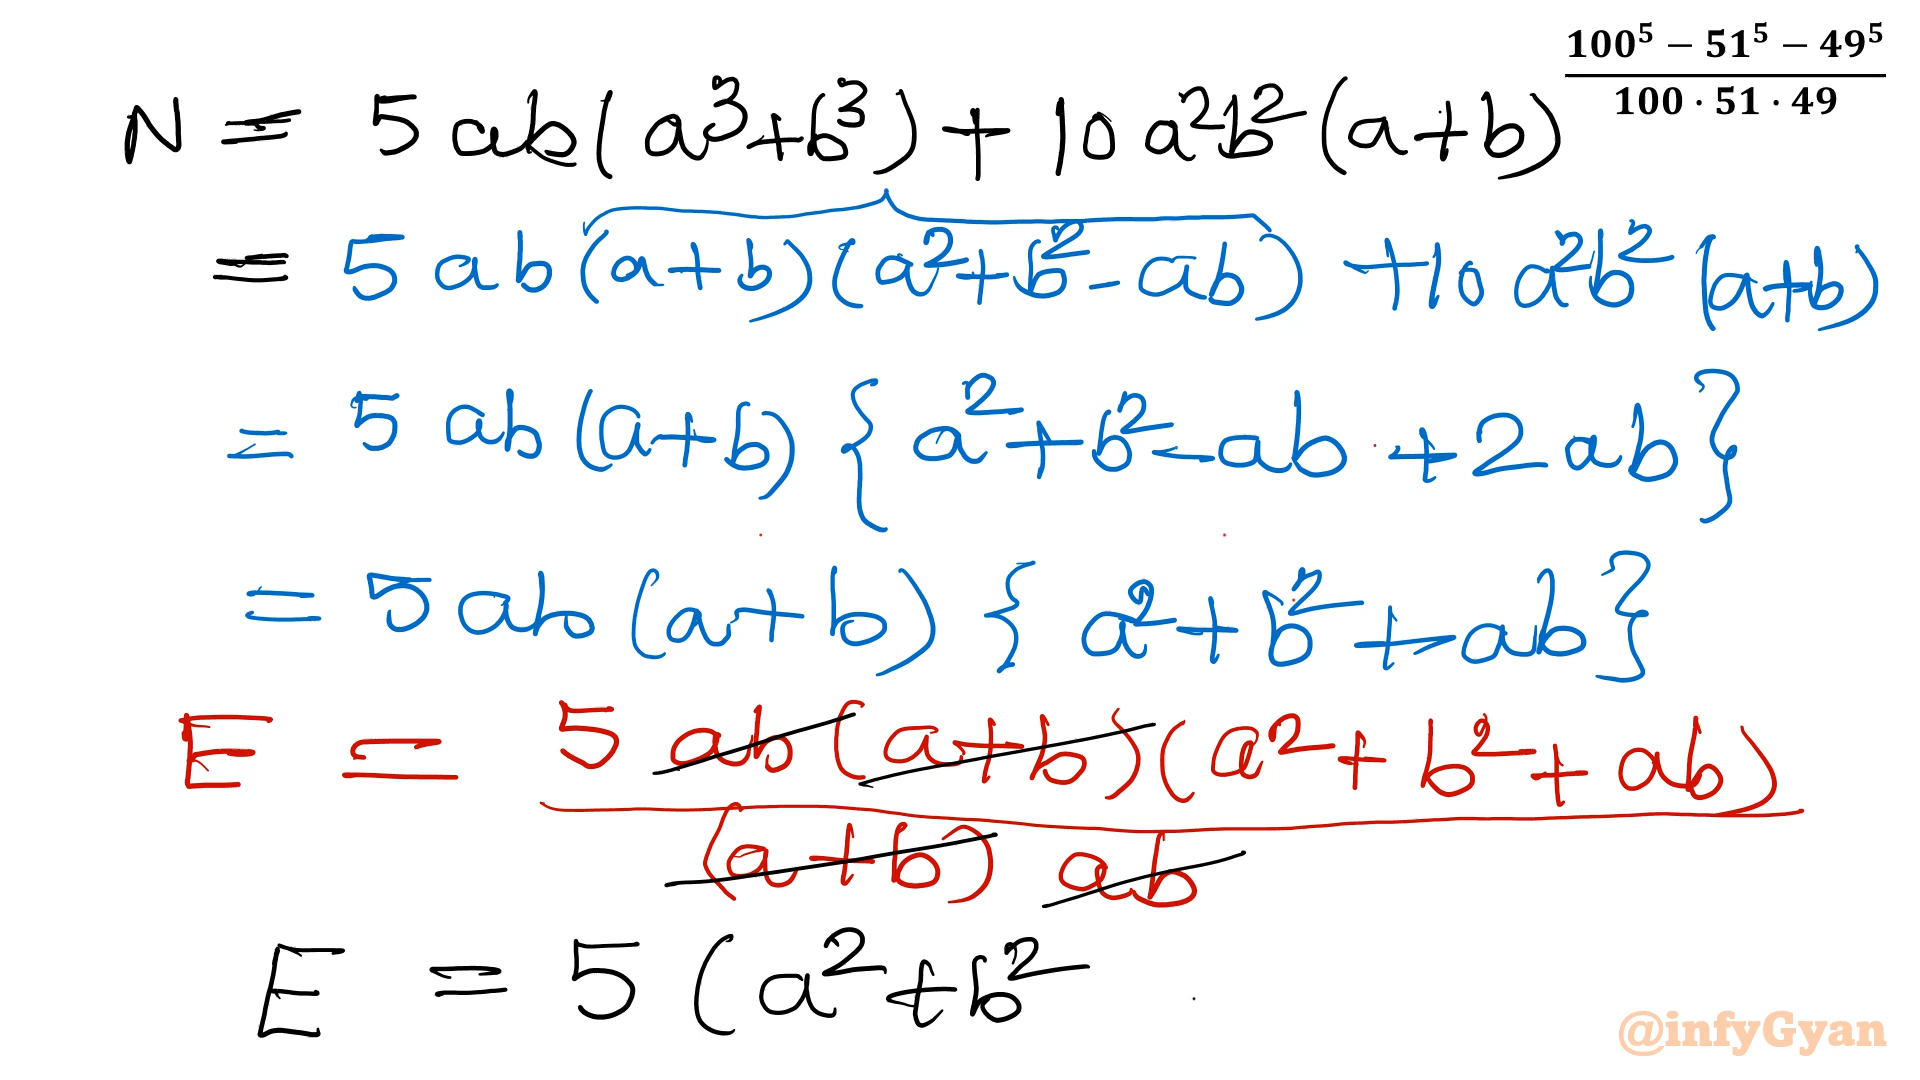 100⁵ − 51⁵ − 49⁵
100 · 51 · 49
N = 5ab(a³+b³) + 10a²b²(a+b)
= 5ab(a+b)(a²+b²-ab) + 10a²b²(a+b)
= 5ab(a+b){a²+b²-ab+2ab}
= 5ab(a+b){a²+b²+ab}
E = 5ab(a+b)(a²+b²+ab)
(a+b)ab
E = 5(a²+b²
@infyGyan